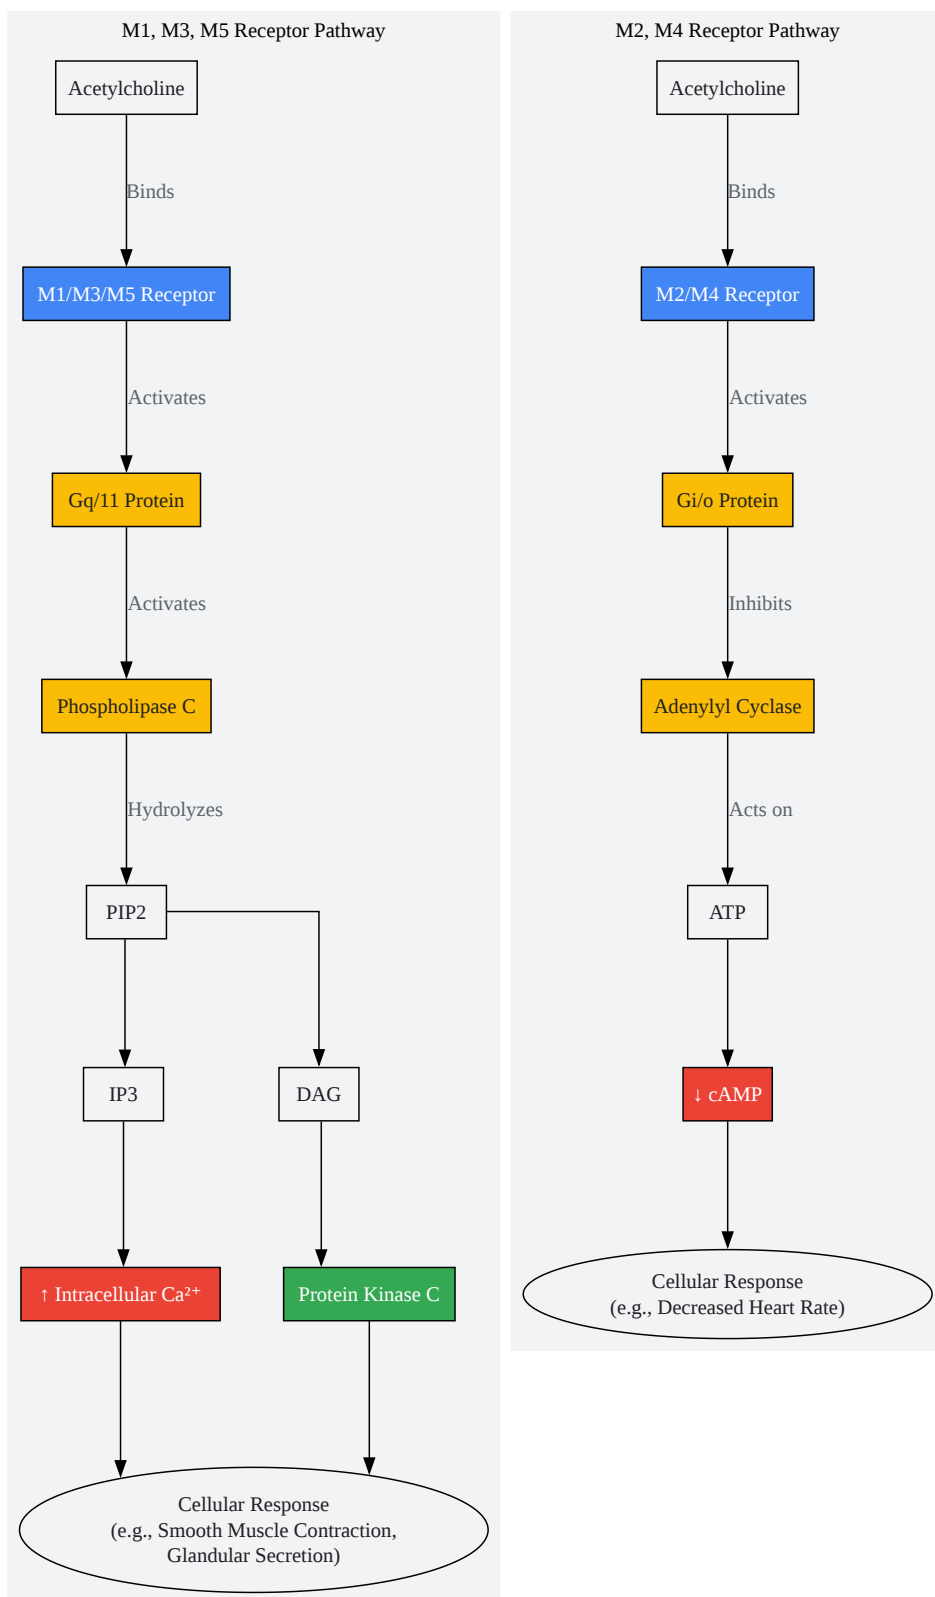 M1, M3, M5 Receptor Pathway
Acetylcholine
Binds
M1/M3/M5 Receptor
Activates
Gq/11 Protein
Activates
Phospholipase C
Hydrolyzes
PIP2
IP3
DAG
↑ Intracellular Ca²⁺
Protein Kinase C
Cellular Response
(e.g., Smooth Muscle Contraction,
Glandular Secretion)
M2, M4 Receptor Pathway
Acetylcholine
Binds
M2/M4 Receptor
Activates
Gi/o Protein
Inhibits
Adenylyl Cyclase
Acts on
ATP
↓ cAMP
Cellular Response
(e.g., Decreased Heart Rate)